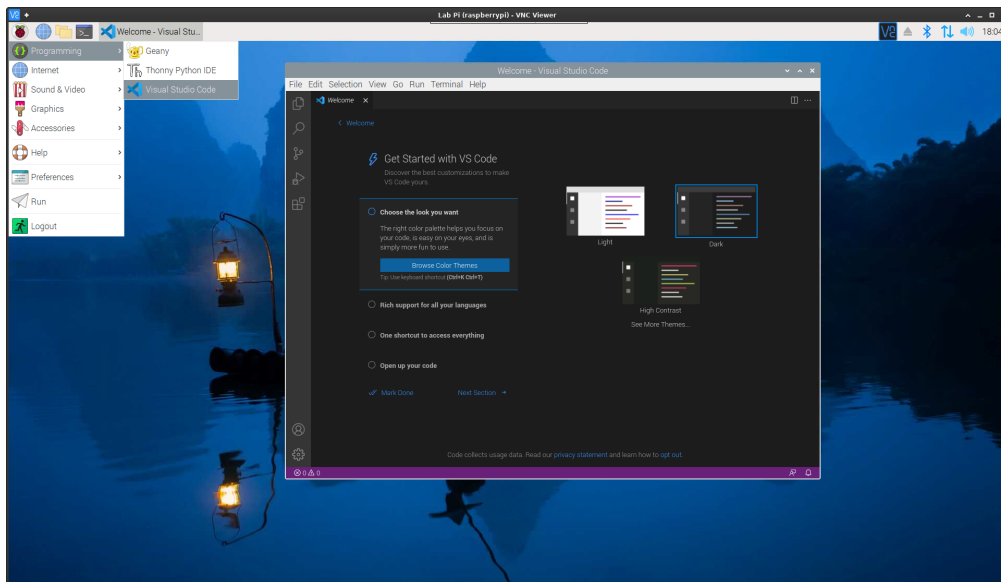 Lab Pi (raspberrypi) - VNC Viewer
Welcome - Visual Stu...
18:04
Programming
Internet
Sound & Video
Graphics
Accessories
Help
Preferences
Run
Logout
Geany
Thonny Python IDE
Visual Studio Code
Welcome - Visual Studio Code
File Edit Selection View Go Run Terminal Help
Welcome
< Welcome
Get Started with VS Code
Discover the best customizations to make
VS Code yours.
Choose the look you want
The right color palette helps you focus on
your code, is easy on your eyes, and is
simply more fun to use.
Browse Color Themes
Tip: Use keyboard shortcut (Ctrl+K Ctrl+T)
Rich support for all your languages
One shortcut to access everything
Open up your code
Mark Done
Next Section
Light
Dark
High Contrast
See More Themes...
Code collects usage data. Read our privacy statement and learn how to opt out.
0 0